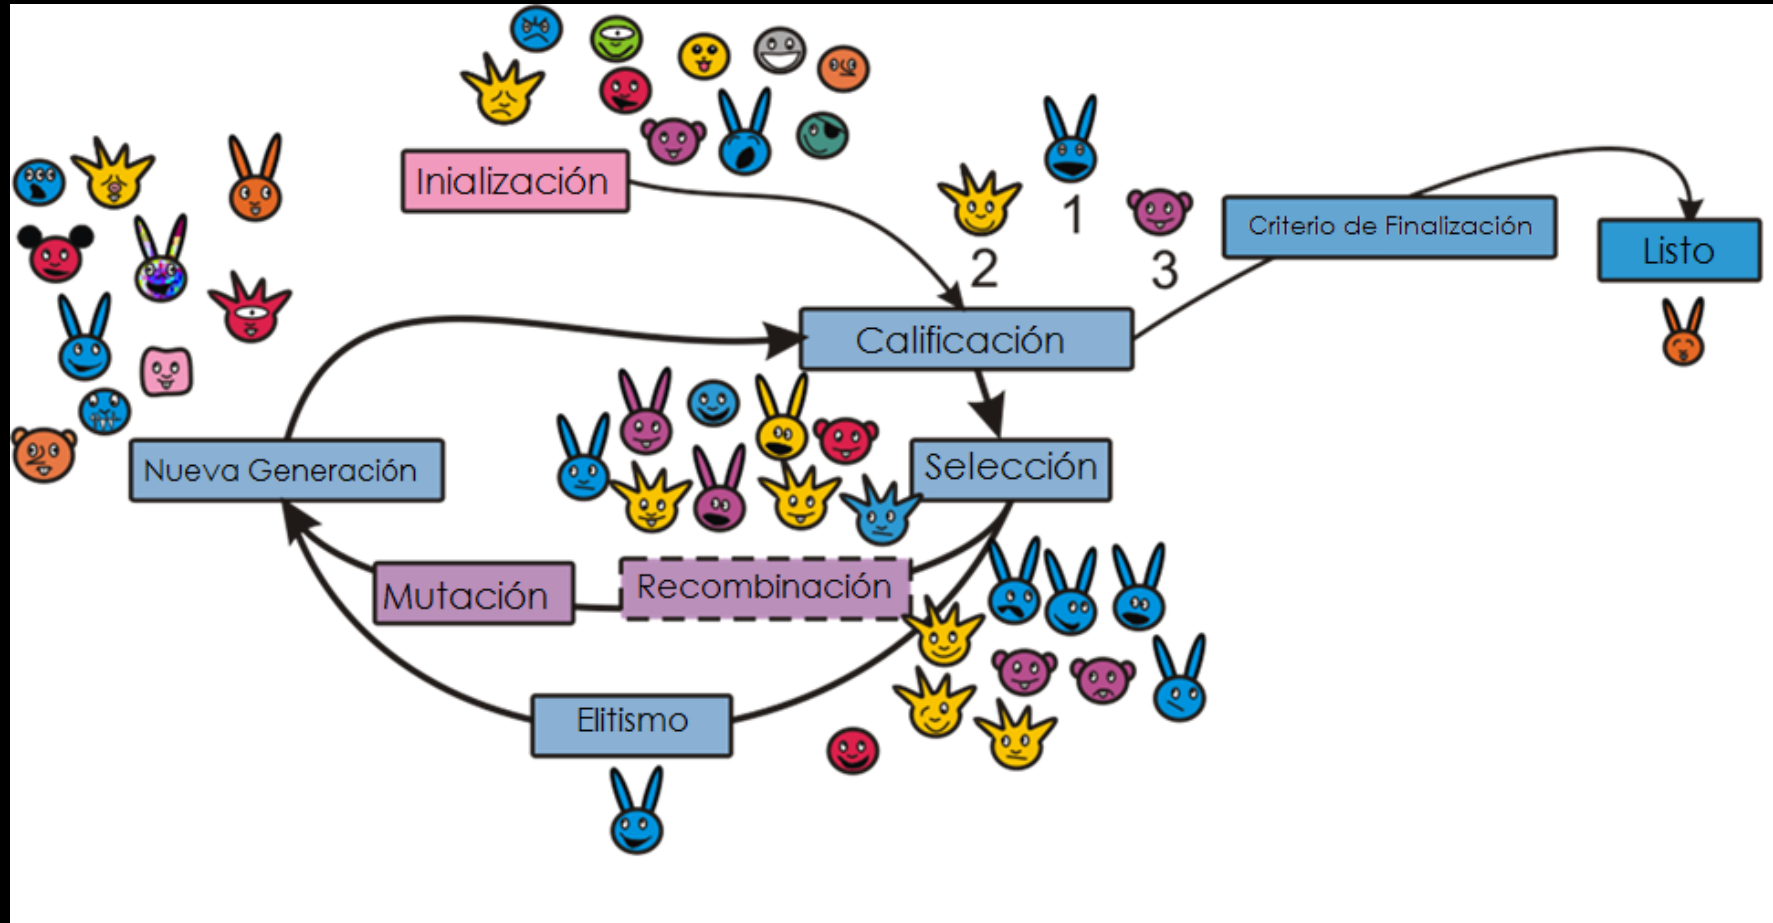 Inialización
1
2
3
Criterio de Finalización
Listo
Calificación
Selección
Nueva Generación
Mutación
Recombinación
Elitismo